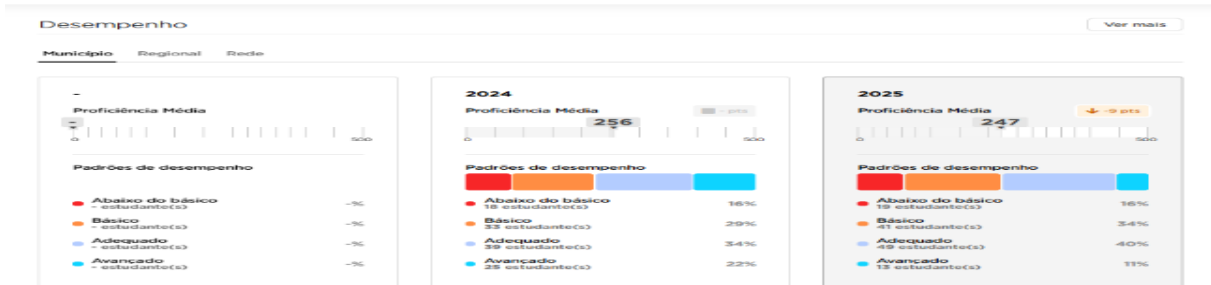 Desempenho
Ver mais
Município Regional Rede
-
Proficiência Média
-
0 500
Padrões de desempenho
Abaixo do básico
- estudante(s) -%
Básico
- estudante(s) -%
Adequado
- estudante(s) -%
Avançado
- estudante(s) -%
2024
Proficiência Média - pts
256
0 500
Padrões de desempenho
Abaixo do básico
18 estudante(s) 16%
Básico
33 estudante(s) 29%
Adequado
39 estudante(s) 34%
Avançado
25 estudante(s) 22%
2025
Proficiência Média -9 pts
247
0 500
Padrões de desempenho
Abaixo do básico
19 estudante(s) 16%
Básico
41 estudante(s) 34%
Adequado
49 estudante(s) 40%
Avançado
13 estudante(s) 11%